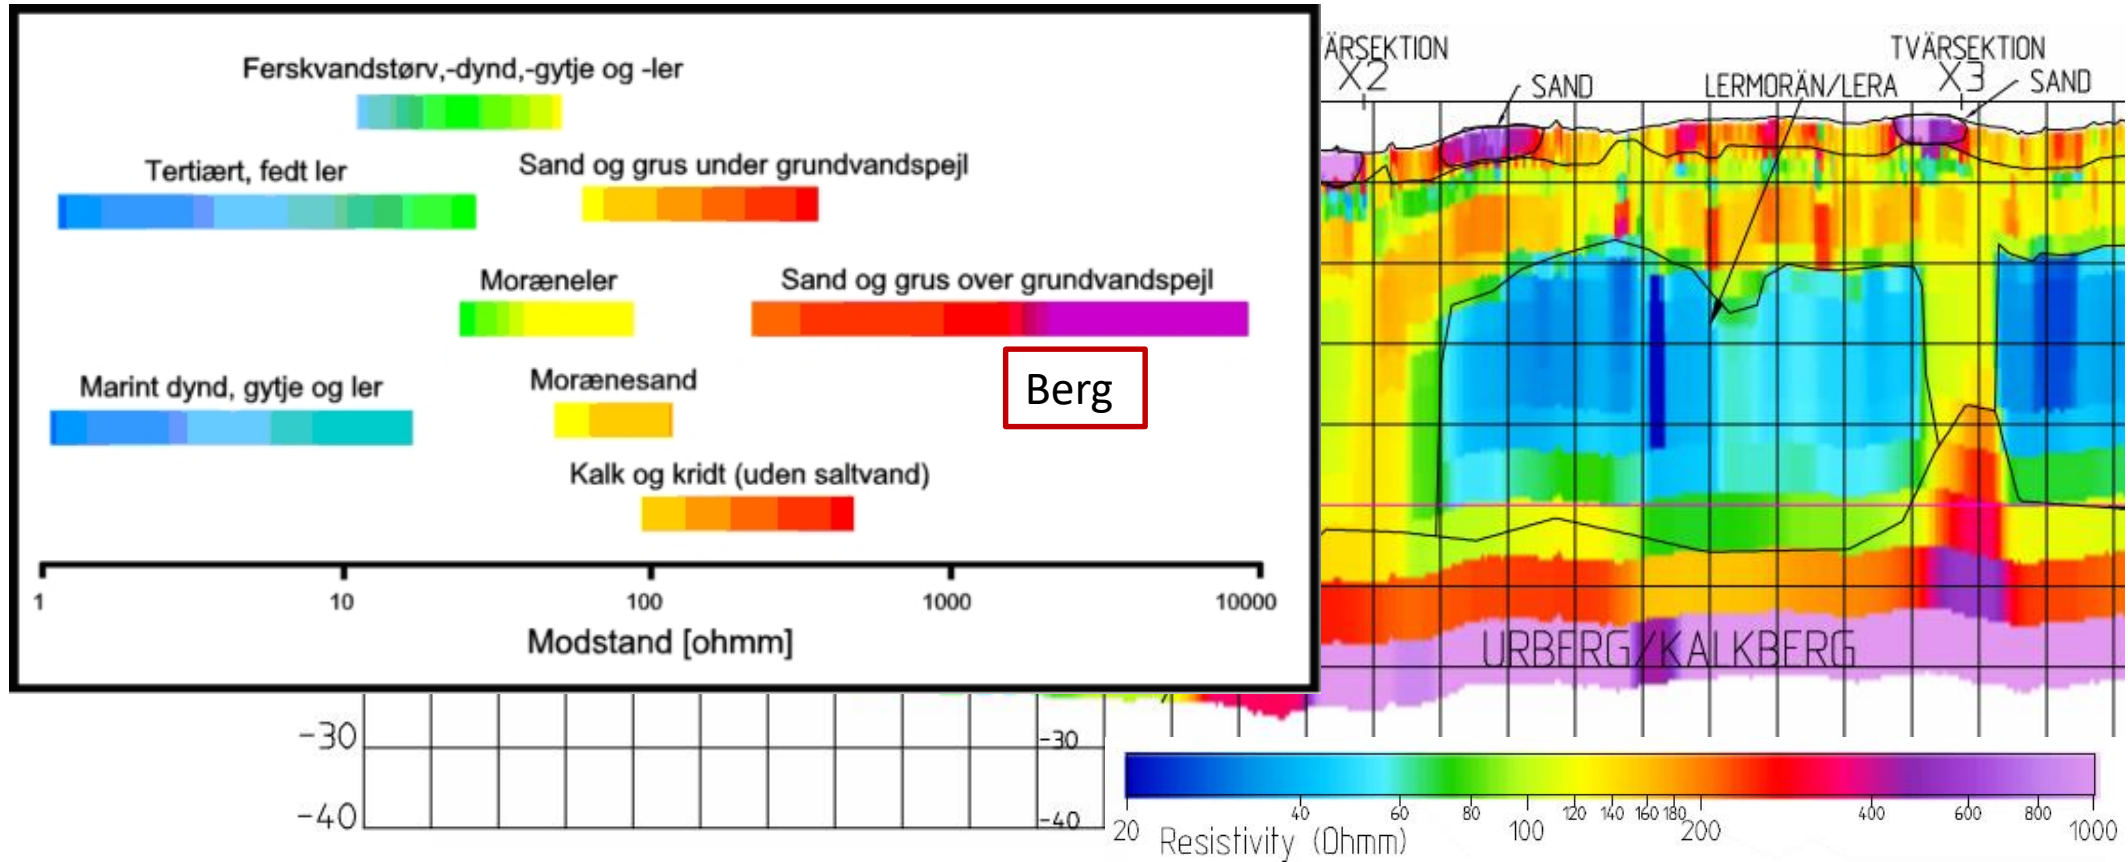 Ferskvandstørv,-dynd,-gytje og -ler
Tertiært, fedt ler
Sand og grus under grundvandspejl
Moræneler
Sand og grus over grundvandspejl
Berg
Marint dynd, gytje og ler
Morænesand
Kalk og kridt (uden saltvand)
1 10 100 1000 10000
Modstand [ohmm]
ÄRSEKTION
X2
SAND
LERMORÄN/LERA
TVÄRSEKTION
X3
SAND
URBERG/KALKBERG
-30 -30
-40 -40
20 40 60 80 100 120 140 160 180 200 400 600 800 1000
Resistivity (Ohmm)